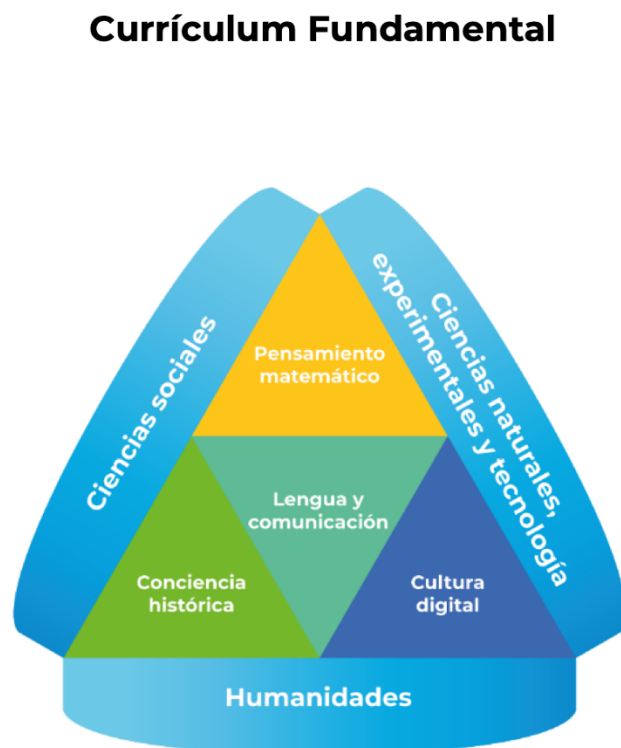 Currículum Fundamental
Ciencias sociales
Ciencias naturales,
experimentales y tecnología
Pensamiento
matemático
Lengua y
comunicación
Conciencia
histórica
Cultura
digital
Humanidades